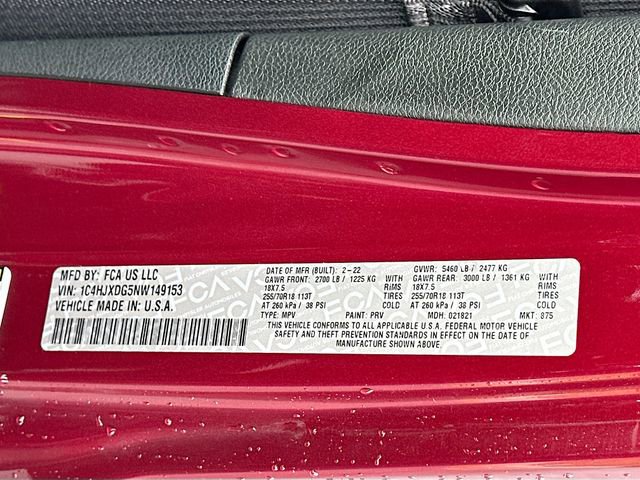 MFD BY: FCA US LLC
VIN: 1C4HJXDG5NW149153
VEHICLE MADE IN: U.S.A.
DATE OF MFR (BUILT): 2-22
GAWR FRONT: 2700 LB / 1225 KG
18X7.5 RIMS
255/70R18 113T TIRES
AT 260 kPa / 38 PSI COLD
TYPE: MPV PAINT: PRV
GVWR: 5460 LB / 2477 KG
GAWR REAR: 3000 LB / 1361 KG
18X7.5 RIMS
255/70R18 113T TIRES
AT 260 kPa / 38 PSI COLD
MDH: 021821 MKT: 875
THIS VEHICLE CONFORMS TO ALL APPLICABLE U.S.A. FEDERAL MOTOR VEHICLE
SAFETY AND THEFT PREVENTION STANDARDS IN EFFECT ON THE DATE OF
MANUFACTURE SHOWN ABOVE.